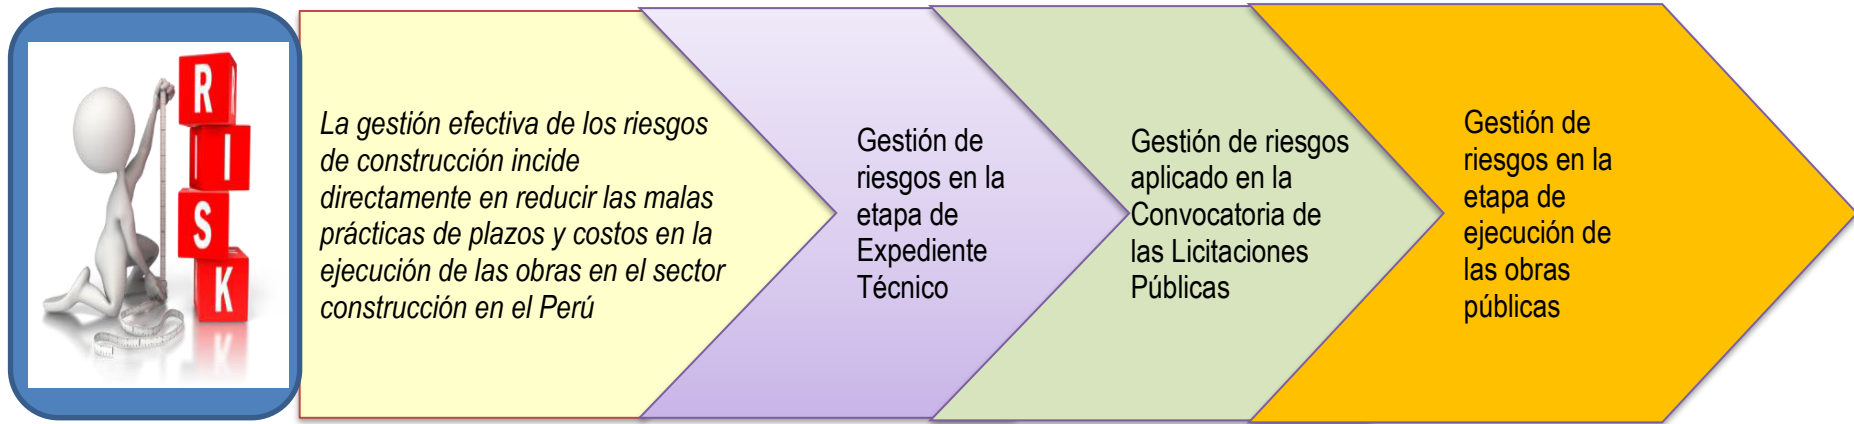 R
I
S
K
La gestión efectiva de los riesgos
de construcción incide
directamente en reducir las malas
prácticas de plazos y costos en la
ejecución de las obras en el sector
construcción en el Perú
Gestión de
riesgos en la
etapa de
Expediente
Técnico
Gestión de riesgos
aplicado en la
Convocatoria de
las Licitaciones
Públicas
Gestión de
riesgos en la
etapa de
ejecución de
las obras
públicas